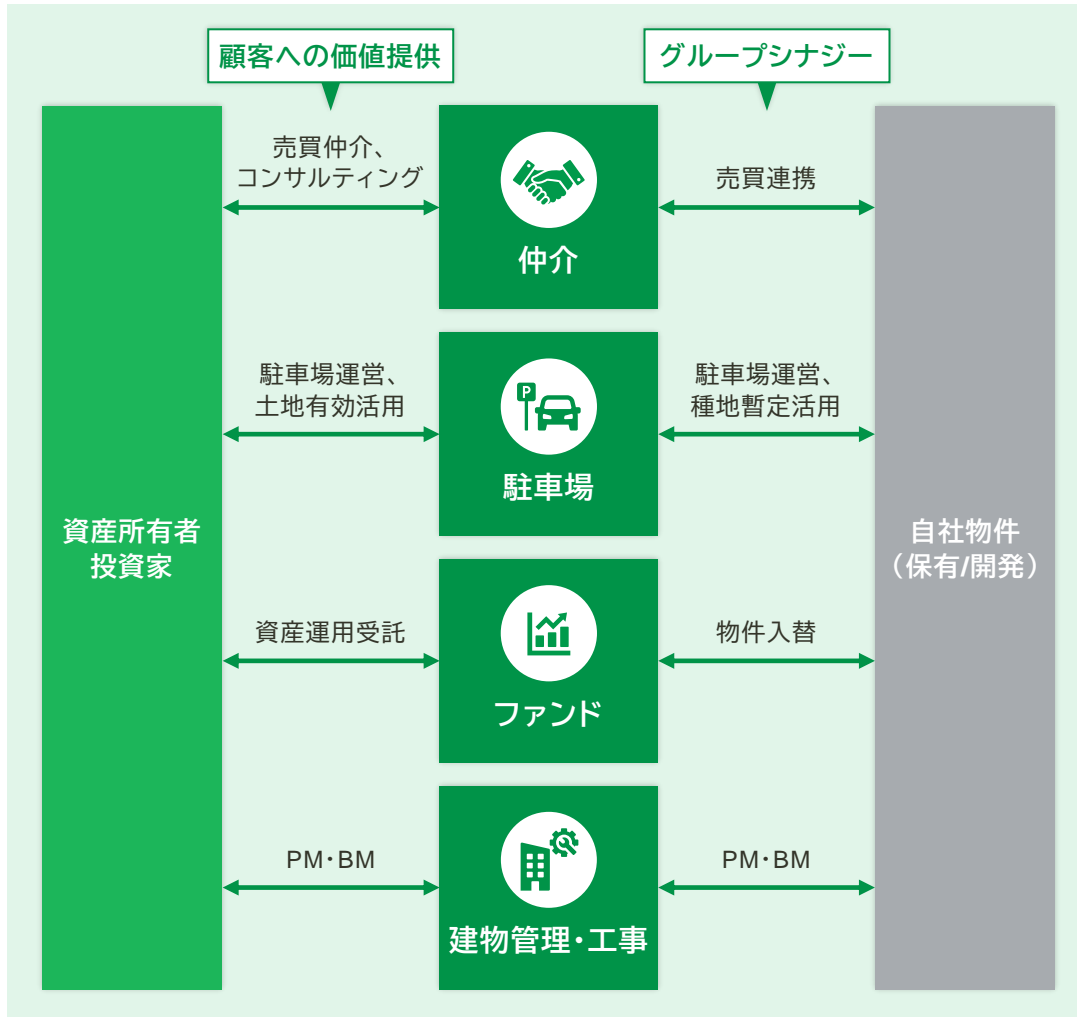 顧客への価値提供
グループシナジー
売買仲介、
コンサルティング
仲介
売買連携
駐車場運営、
土地有効活用
P
駐車場
駐車場運営、
種地暫定活用
資産所有者
投資家
自社物件
（保有/開発）
資産運用受託
ファンド
物件入替
PM・BM
建物管理・工事
PM・BM